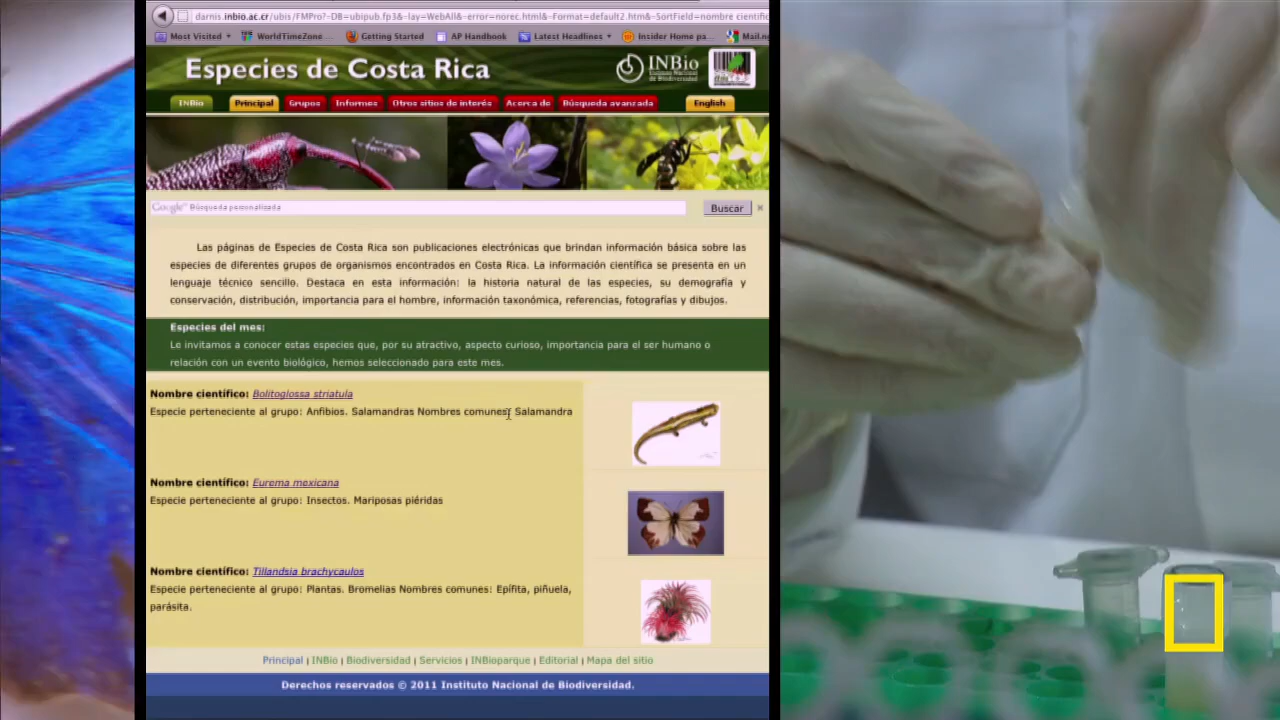 darnis.inbio.ac.cr/ubis/FMPro?-DB=ubipub.fp3&-lay=WebAll&-error=norec.html&-Format=default2.htm&-SortField=nombre
Most Visited WorldTimeZone ... Getting Started AP Handbook Latest Headlines Insider Home pa...
Especies de Costa Rica
INBio
INBio Principal Grupos Informes Otros sitios de interés Acerca de Búsqueda avanzada English
Google Búsqueda personalizada Buscar
Las páginas de Especies de Costa Rica son publicaciones electrónicas que brindan información básica sobre las
especies de diferentes grupos de organismos encontrados en Costa Rica. La información científica se presenta en un
lenguaje técnico sencillo. Destaca en esta información: la historia natural de las especies, su demografía y
conservación, distribución, importancia para el hombre, información taxonómica, referencias, fotografías y dibujos.
Especies del mes:
Le invitamos a conocer estas especies que, por su atractivo, aspecto curioso, importancia para el ser humano o
relación con un evento biológico, hemos seleccionado para este mes.
Nombre científico: Bolitoglossa striatula
Especie perteneciente al grupo: Anfibios. Salamandras Nombres comunes: Salamandra
Nombre científico: Eurema mexicana
Especie perteneciente al grupo: Insectos. Mariposas piéridas
Nombre científico: Tillandsia brachycaulos
Especie perteneciente al grupo: Plantas. Bromelias Nombres comunes: Epífita, piñuela,
parásita.
Principal | INBio | Biodiversidad | Servicios | INBioparque | Editorial | Mapa del sitio
Derechos reservados © 2011 Instituto Nacional de Biodiversidad.